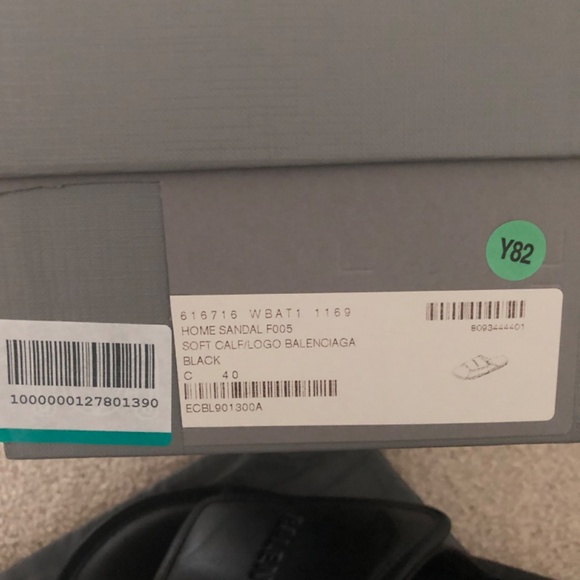 Y82
616716 WBAT1 1169
HOME SANDAL F005
SOFT CALF/LOGO BALENCIAGA
BLACK
C 40
ECBL901300A
8093444401
1000000127801390